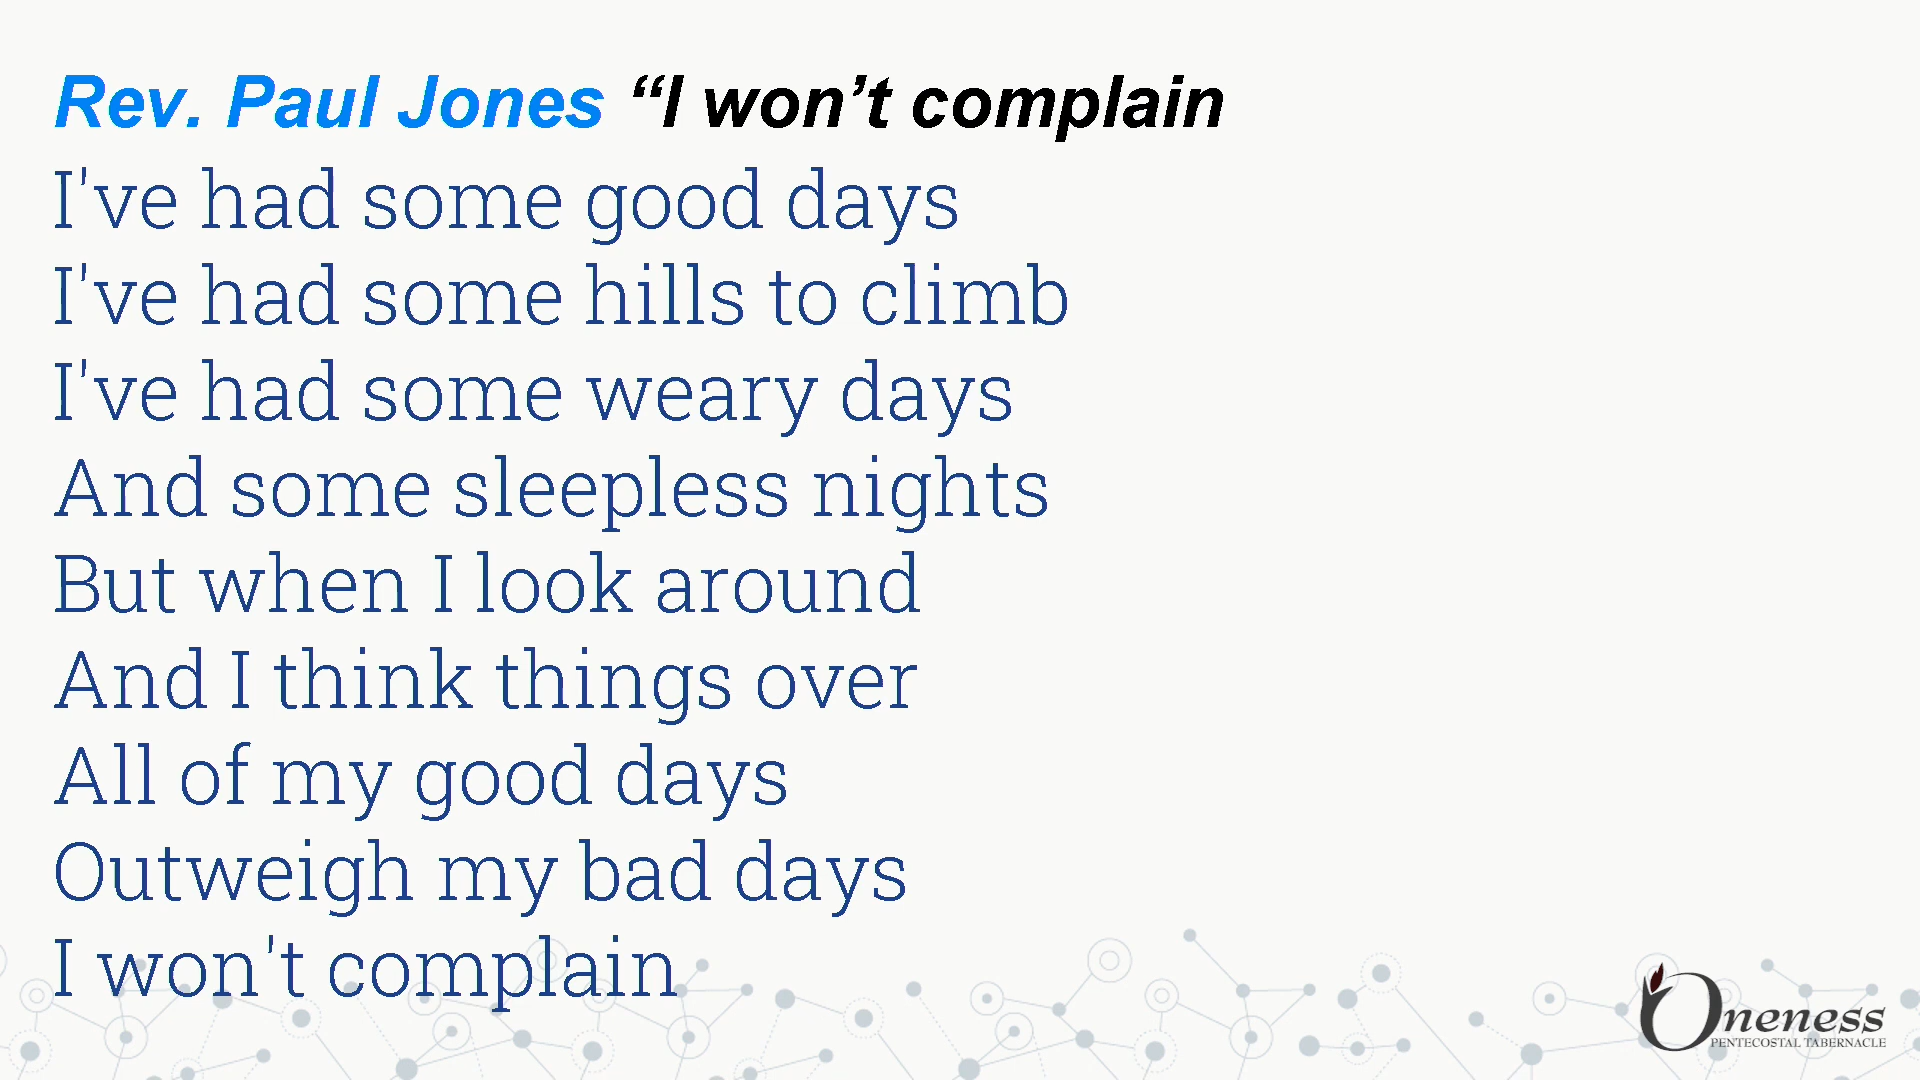 Rev. Paul Jones “I won’t complain
I've had some good days
I've had some hills to climb
I've had some weary days
And some sleepless nights
But when I look around
And I think things over
All of my good days
Outweigh my bad days
I won't complain
Oneness
PENTECOSTAL TABERNACLE